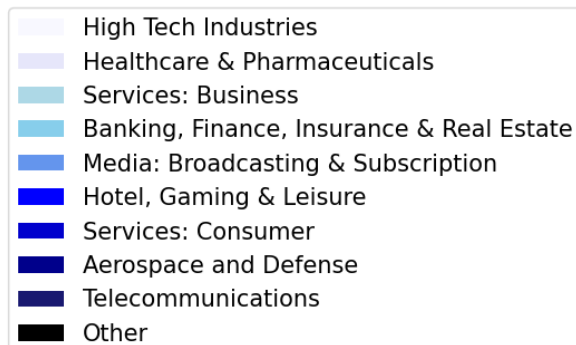 High Tech Industries
Healthcare & Pharmaceuticals
Services: Business
Banking, Finance, Insurance & Real Estate
Media: Broadcasting & Subscription
Hotel, Gaming & Leisure
Services: Consumer
Aerospace and Defense
Telecommunications
Other